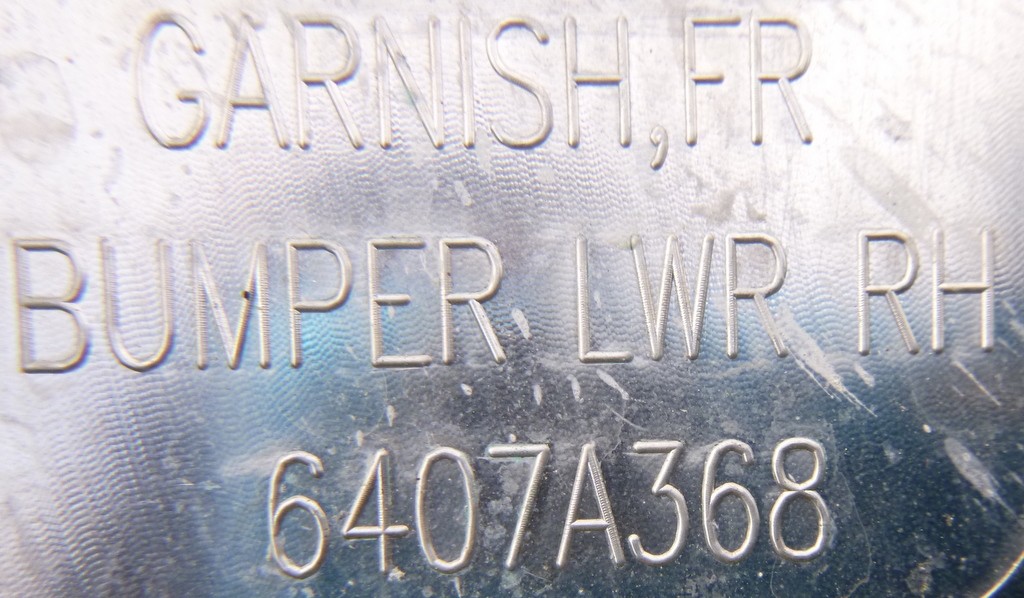 GARNISH,FR
BUMPER LWR RH
6407A368